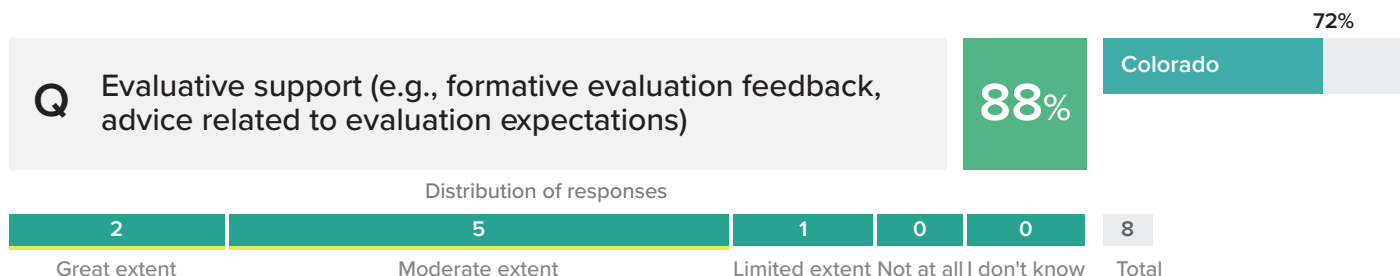 72%
Q Evaluative support (e.g., formative evaluation feedback,
advice related to evaluation expectations)
88%
Colorado
Distribution of responses
2 5 1 0 0 8
Great extent Moderate extent Limited extent Not at all I don't know Total